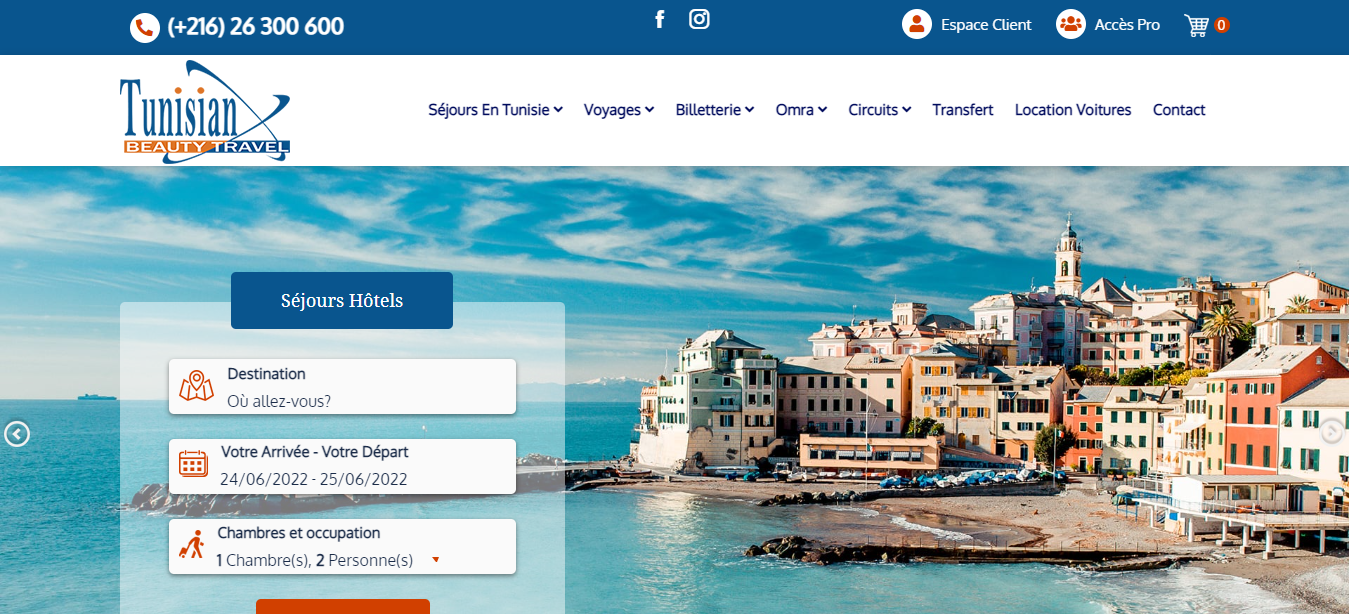 (+216) 26 300 600
Espace Client
Accès Pro
0
Tunisian
BEAUTY TRAVEL
Séjours En Tunisie
Voyages
Billetterie
Omra
Circuits
Transfert
Location Voitures
Contact
Séjours Hôtels
Destination
Où allez-vous?
Votre Arrivée - Votre Départ
24/06/2022 - 25/06/2022
Chambres et occupation
1 Chambre(s), 2 Personne(s)